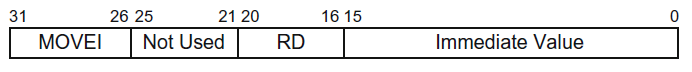 31 26 25 21 20 16 15 0
MOVEI Not Used RD Immediate Value